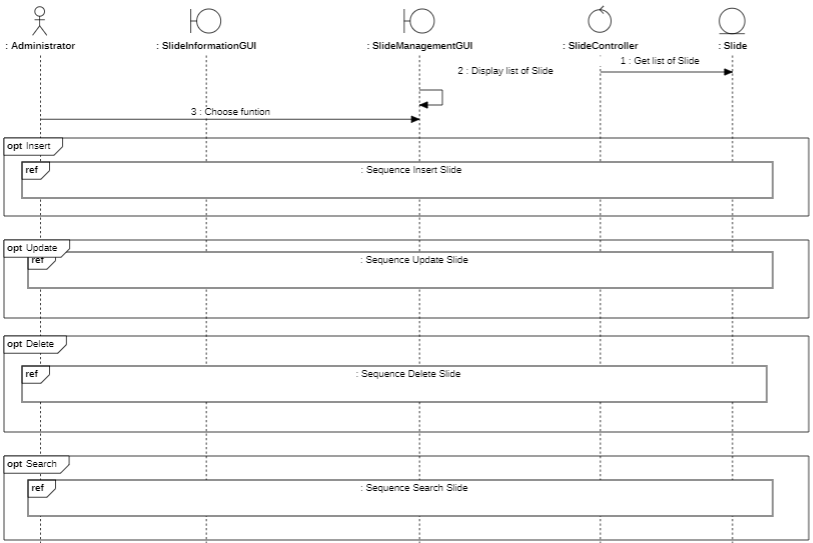 : Administrator
: SlideInformationGUI
: SlideManagementGUI
: SlideController
: Slide
1 : Get list of Slide
2 : Display list of Slide
3 : Choose funtion
opt Insert
ref
: Sequence Insert Slide
opt Update
ref
: Sequence Update Slide
opt Delete
ref
: Sequence Delete Slide
opt Search
ref
: Sequence Search Slide